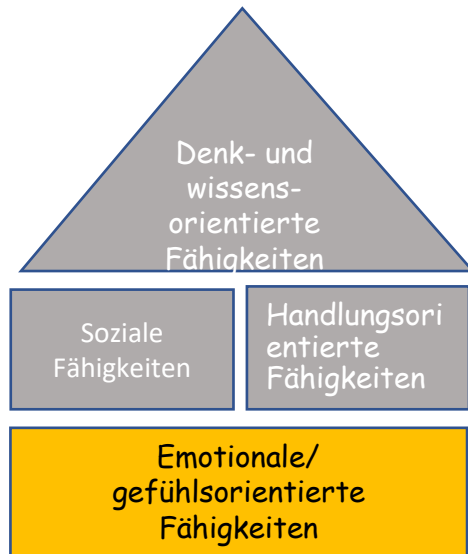 Denk- und
wissens-
orientierte
Fähigkeiten
Soziale
Fähigkeiten
Handlungsori
entierte
Fähigkeiten
Emotionale/
gefühlsorientierte
Fähigkeiten